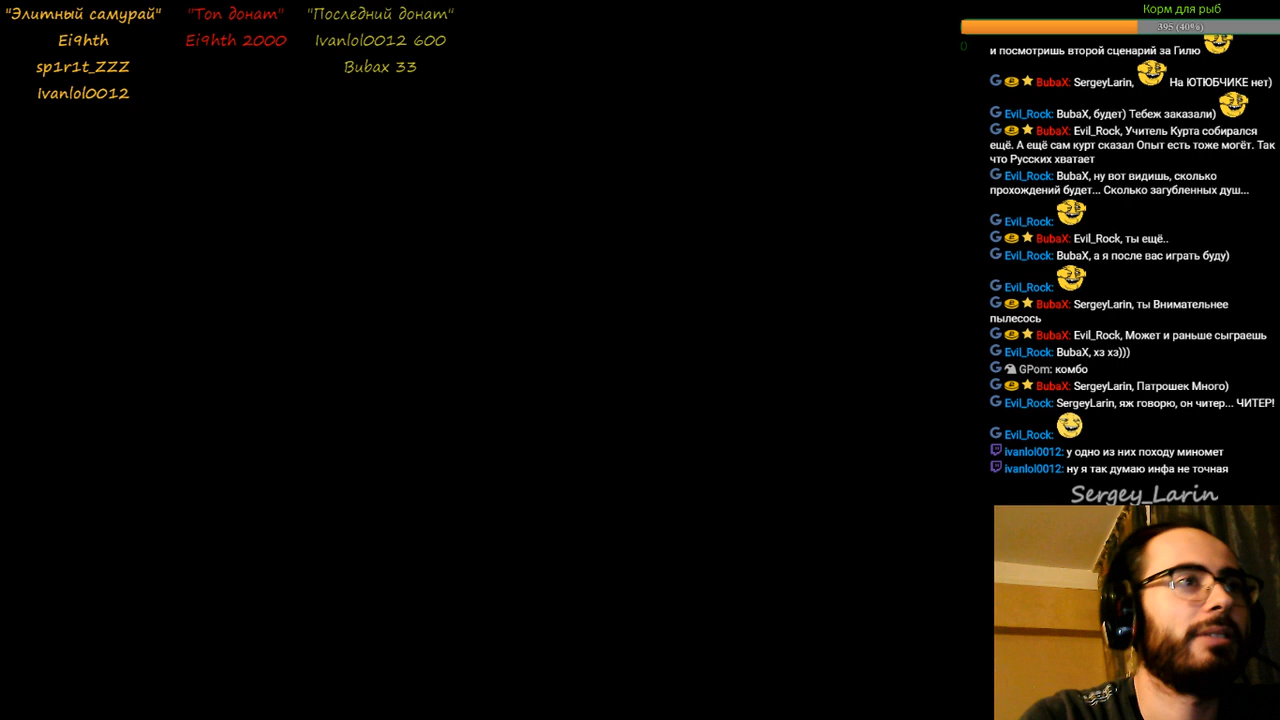 "Элитный самурай"
Ei9hth
sp1r1t_ZZZ
ivanlol0012
"Топ донат"
Ei9hth 2000
"Последний донат"
Ivanlol0012 600
Bubax 33
Корм для рыб
395 (40%)
0
и посмотришь второй сценарий за Гилю
BubaX: SergeyLarin, На ЮТЮБЧИКЕ нет)
Evil_Rock: BubaX, будет) Тебеж заказали)
BubaX: Evil_Rock, Учитель Курта собирался
ещё. А ещё сам курт сказал Опыт есть тоже могёт. Так
что Русских хватает
Evil_Rock: BubaX, ну вот видишь, сколько
прохождений будет... Сколько загубленных душ...
Evil_Rock:
BubaX: Evil_Rock, ты ещё..
Evil_Rock: BubaX, а я после вас играть буду)
Evil_Rock:
BubaX: SergeyLarin, ты Внимательнее
пылесось
BubaX: Evil_Rock, Может и раньше сыграешь
Evil_Rock: BubaX, хз хз)))
GPom: комбо
BubaX: SergeyLarin, Патрошек Много)
Evil_Rock: SergeyLarin, яж говорю, он читер... ЧИТЕР!
Evil_Rock:
ivanlol0012: у одно из них походу миномет
ivanlol0012: ну я так думаю инфа не точная
Sergey_Larin